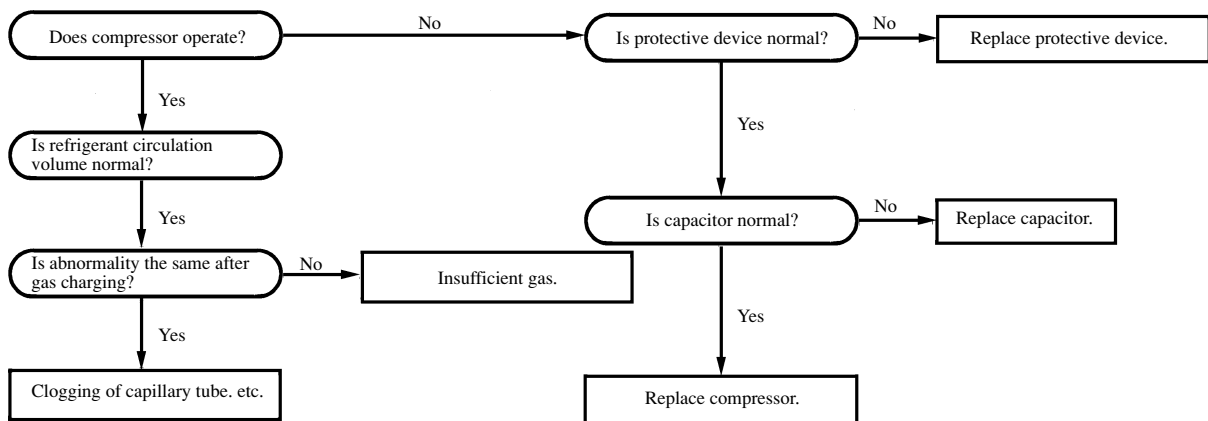 Does compressor operate?
No
Is protective device normal?
No
Replace protective device.
Yes
Yes
Is refrigerant circulation
volume normal?
Yes
Is capacitor normal?
No
Replace capacitor.
Is abnormality the same after
gas charging?
No
Insufficient gas.
Yes
Yes
Clogging of capillary tube. etc.
Replace compressor.